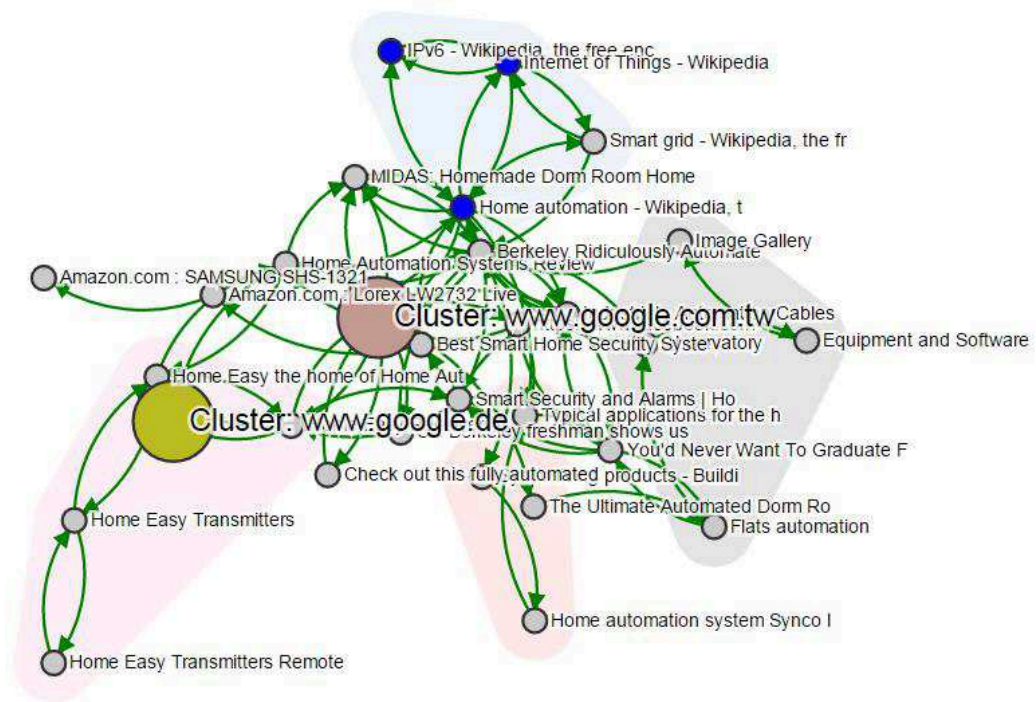 IPv6 - Wikipedia, the free enc
Internet of Things - Wikipedia
Smart grid - Wikipedia, the fr
MIDAS: Homemade Dorm Room Home
Home automation - Wikipedia, t
Image Gallery
Berkeley Ridiculously Automate
Home Automation Systems Review
Amazon.com : SAMSUNG SHS-1321
Amazon.com : Lorex LW2732 Live
Cluster: www.google.com.tw
Cables
Equipment and Software
Best Smart Home Security Syste
rvatory
Home Easy the home of Home Aut
Smart Security and Alarms | Ho
Cluster: www.google.de
Typical applications for the h
Berkeley freshman shows us
You'd Never Want To Graduate F
Check out this fully automated
products - Buildi
The Ultimate Automated Dorm Ro
Home Easy Transmitters
Flats automation
Home automation system Synco l
Home Easy Transmitters Remote